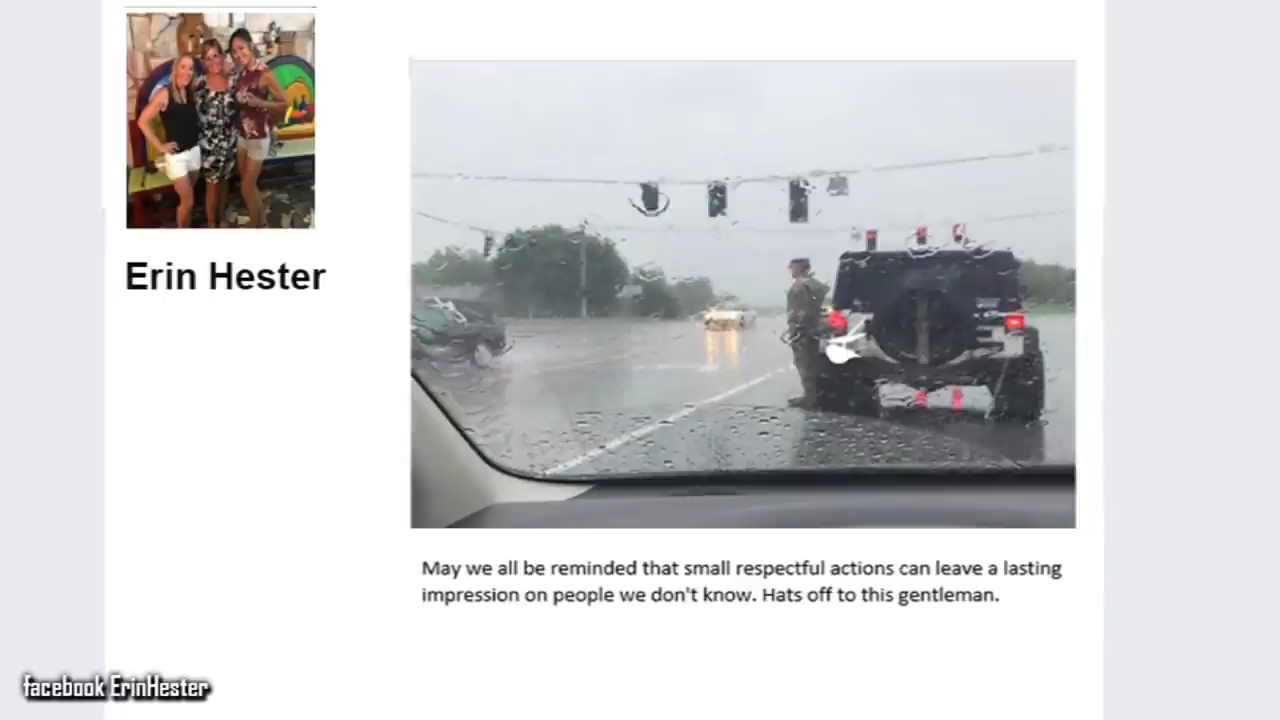 Erin Hester
May we all be reminded that small respectful actions can leave a lasting
impression on people we don't know. Hats off to this gentleman.
facebook ErinHester